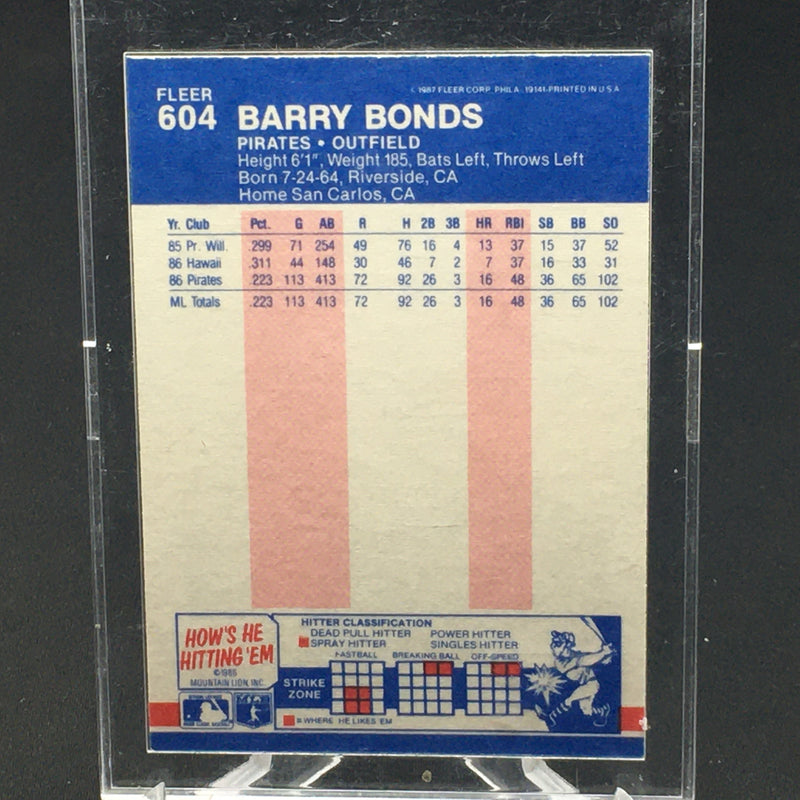 FLEER
604 BARRY BONDS
© 1987 FLEER CORP. PHILA. 19141-PRINTED IN U S A
PIRATES • OUTFIELD
Height 6'1", Weight 185, Bats Left, Throws Left
Born 7-24-64, Riverside, CA
Home San Carlos, CA
Yr. Club Pct. G AB R H 2B 3B HR RBI SB BB SO
85 Pr. Will. .299 71 254 49 76 16 4 13 37 15 37 52
86 Hawaii .311 44 148 30 46 7 2 7 37 16 33 31
86 Pirates .223 113 413 72 92 26 3 16 48 36 65 102
ML Totals .223 113 413 72 92 26 3 16 48 36 65 102
HOW'S HE
HITTING 'EM
©1986
MOUNTAIN LION, INC.
HITTER CLASSIFICATION
DEAD PULL HITTER POWER HITTER
SPRAY HITTER SINGLES HITTER
FASTBALL BREAKING BALL OFF-SPEED
STRIKE
ZONE
= WHERE HE LIKES 'EM